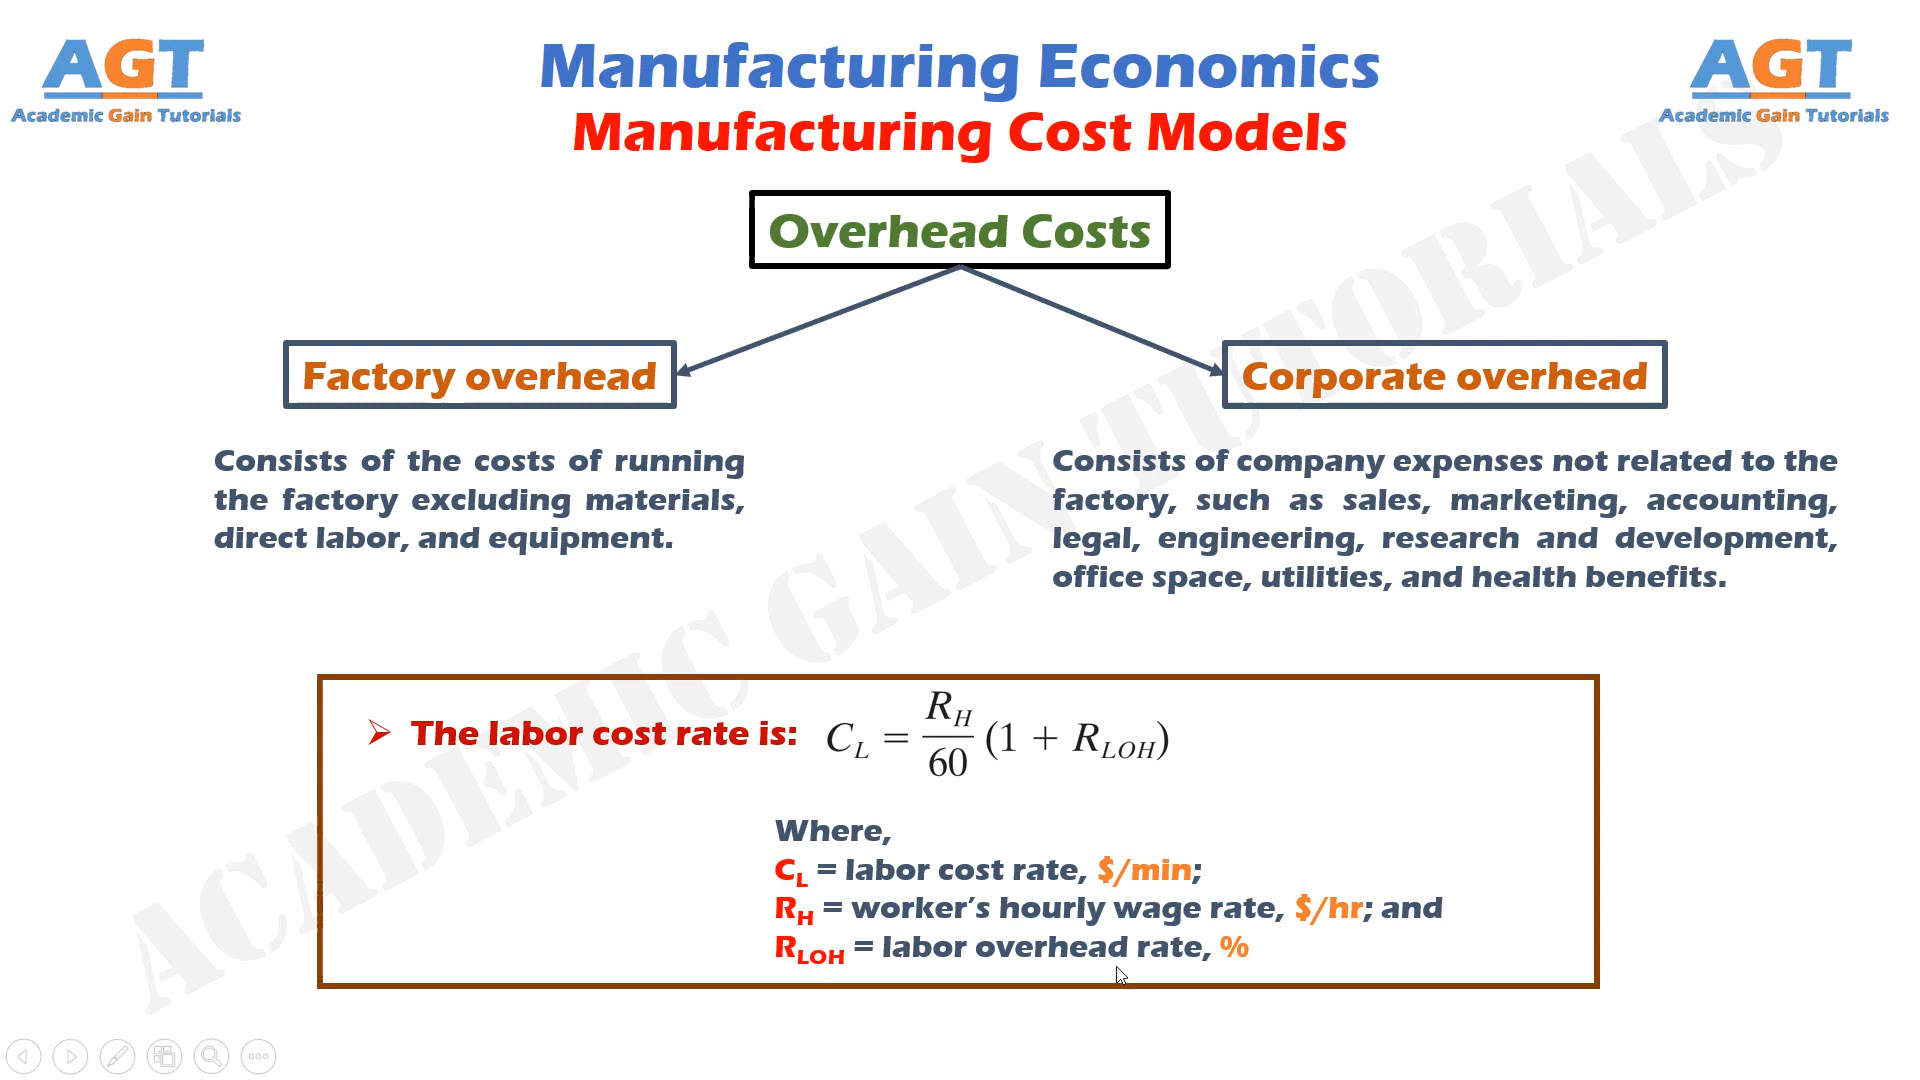 AGT
Academic Gain Tutorials
Manufacturing Economics
Manufacturing Cost Models
AGT
Academic Gain Tutorials
Overhead Costs
Factory overhead
Corporate overhead
Consists of the costs of running
the factory excluding materials,
direct labor, and equipment.
Consists of company expenses not related to the
factory, such as sales, marketing, accounting,
legal, engineering, research and development,
office space, utilities, and health benefits.
ACADEMIC GAIN TUTORIALS
➢ The labor cost rate is: C_L = R_H/60 (1 + R_LOH)
Where,
C_L = labor cost rate, $/min;
R_H = worker’s hourly wage rate, $/hr; and
R_LOH = labor overhead rate, %